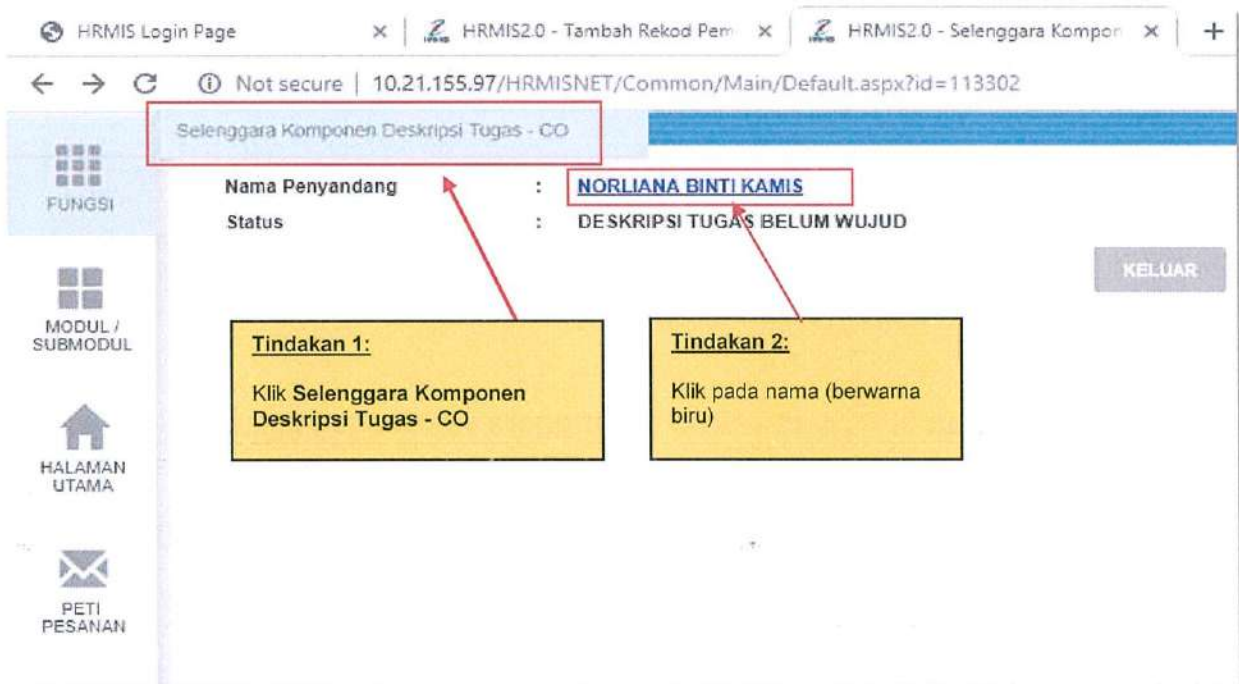 HRMIS Login Page
HRMIS2.0 - Tambah Rekod Pem
HRMIS2.0 - Selenggara Kompon
Not secure | 10.21.155.97/HRMISNET/Common/Main/Default.aspx?id=113302
Selenggara Komponen Deskripsi Tugas - CO
FUNGSI
Nama Penyandang : NORLIANA BINTI KAMIS
Status : DESKRIPSI TUGAS BELUM WUJUD
KELUAR
MODUL /
SUBMODUL
Tindakan 1:
Klik Selenggara Komponen
Deskripsi Tugas - CO
Tindakan 2:
Klik pada nama (berwarna
biru)
HALAMAN
UTAMA
PETI
PESANAN